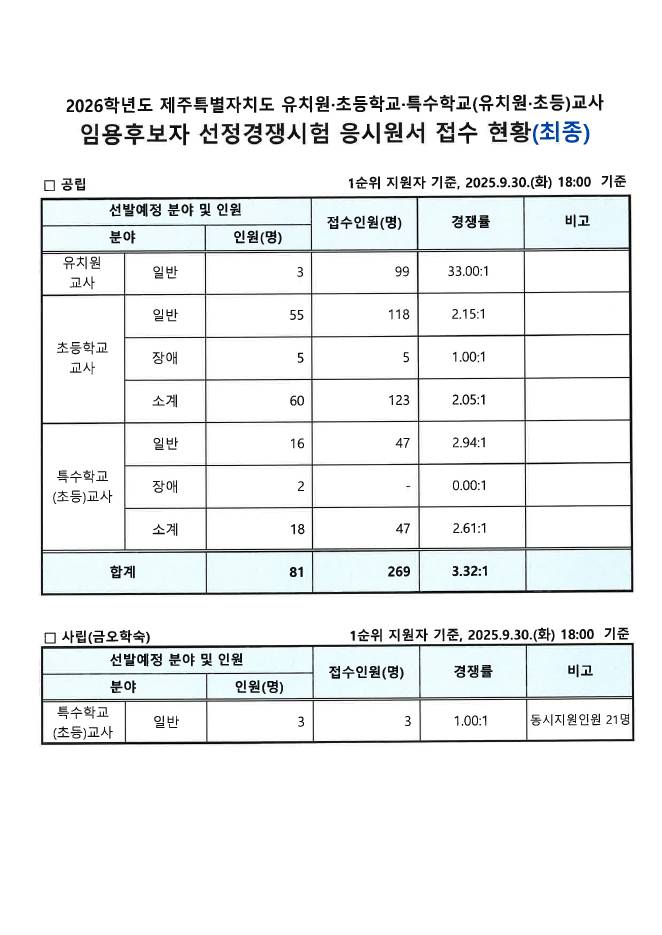 2026학년도 제주특별자치도 유치원·초등학교·특수학교(유치원·초등)교사
임용후보자 선정경쟁시험 응시원서 접수 현황(최종)
□ 공립 1순위 지원자 기준, 2025.9.30.(화) 18:00 기준
선발예정 분야 및 인원 접수인원(명) 경쟁률 비고
분야 인원(명)
유치원 교사 일반 3 99 33.00:1
초등학교 교사 일반 55 118 2.15:1
장애 5 5 1.00:1
소계 60 123 2.05:1
특수학교 (초등)교사 일반 16 47 2.94:1
장애 2 - 0.00:1
소계 18 47 2.61:1
합계 81 269 3.32:1
□ 사립(금오학숙) 1순위 지원자 기준, 2025.9.30.(화) 18:00 기준
선발예정 분야 및 인원 접수인원(명) 경쟁률 비고
분야 인원(명)
특수학교 (초등)교사 일반 3 3 1.00:1 동시지원인원 21명